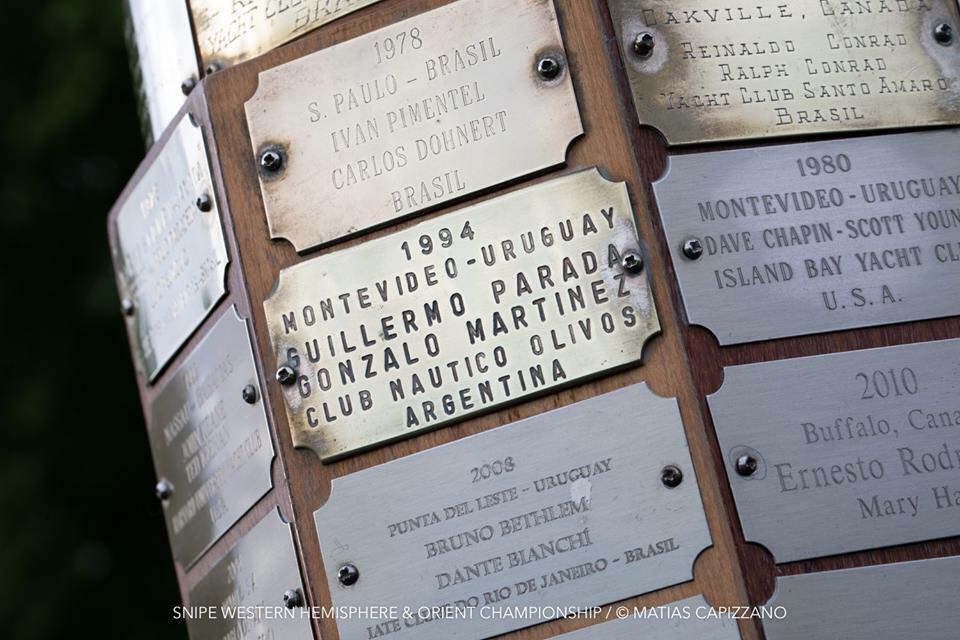 BRASIL
1978
S. PAULO - BRASIL
IVAN PIMENTEL
CARLOS DOHNERT
BRASIL
1994
MONTEVIDEO-URUGUAY
GUILLERMO PARADA
GONZALO MARTINEZ
CLUB NAUTICO OLIVOS
ARGENTINA
2008
PUNTA DEL LESTE - URUGUAY
BRUNO BETHLEM
DANTE BIANCHÍ
IATE CLUBE DO RIO DE JANEIRO - BRASIL
OAKVILLE, CANADA
REINALDO CONRAD
RALPH CONRAD
YACHT CLUB SANTO AMARO
BRASIL
1980
MONTEVIDEO - URUGUAY
DAVE CHAPIN-SCOTT YOUN
ISLAND BAY YACHT CL
U.S.A.
2010
Buffalo, Cana
Ernesto Rodr
Mary Ha
SNIPE WESTERN HEMISPHERE & ORIENT CHAMPIONSHIP / © MATIAS CAPIZZANO